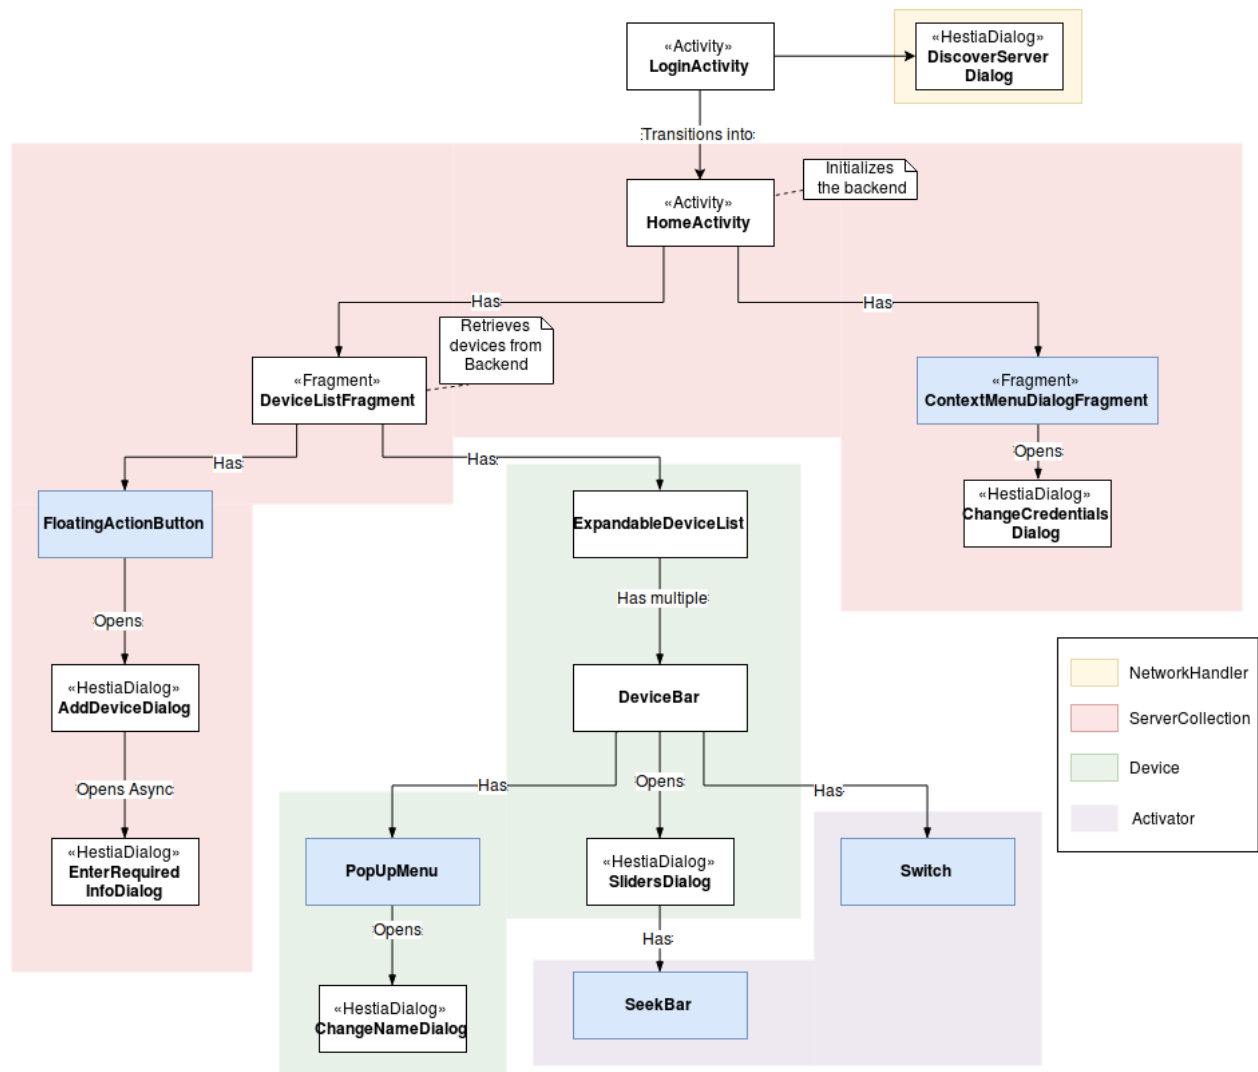 «Activity»
LoginActivity
«HestiaDialog»
DiscoverServer
Dialog
Transitions into
«Activity»
HomeActivity
Initializes
the backend
Has
Has
Retrieves
devices from
Backend
«Fragment»
DeviceListFragment
«Fragment»
ContextMenuDialogFragment
Has
Has
Opens
FloatingActionButton
ExpandableDeviceList
«HestiaDialog»
ChangeCredentials
Dialog
Opens
Has multiple
«HestiaDialog»
AddDeviceDialog
DeviceBar
NetworkHandler
ServerCollection
Device
Activator
Opens Async
Has
Opens
Has
«HestiaDialog»
EnterRequired
InfoDialog
PopUpMenu
«HestiaDialog»
SlidersDialog
Switch
Opens
Has
«HestiaDialog»
ChangeNameDialog
SeekBar